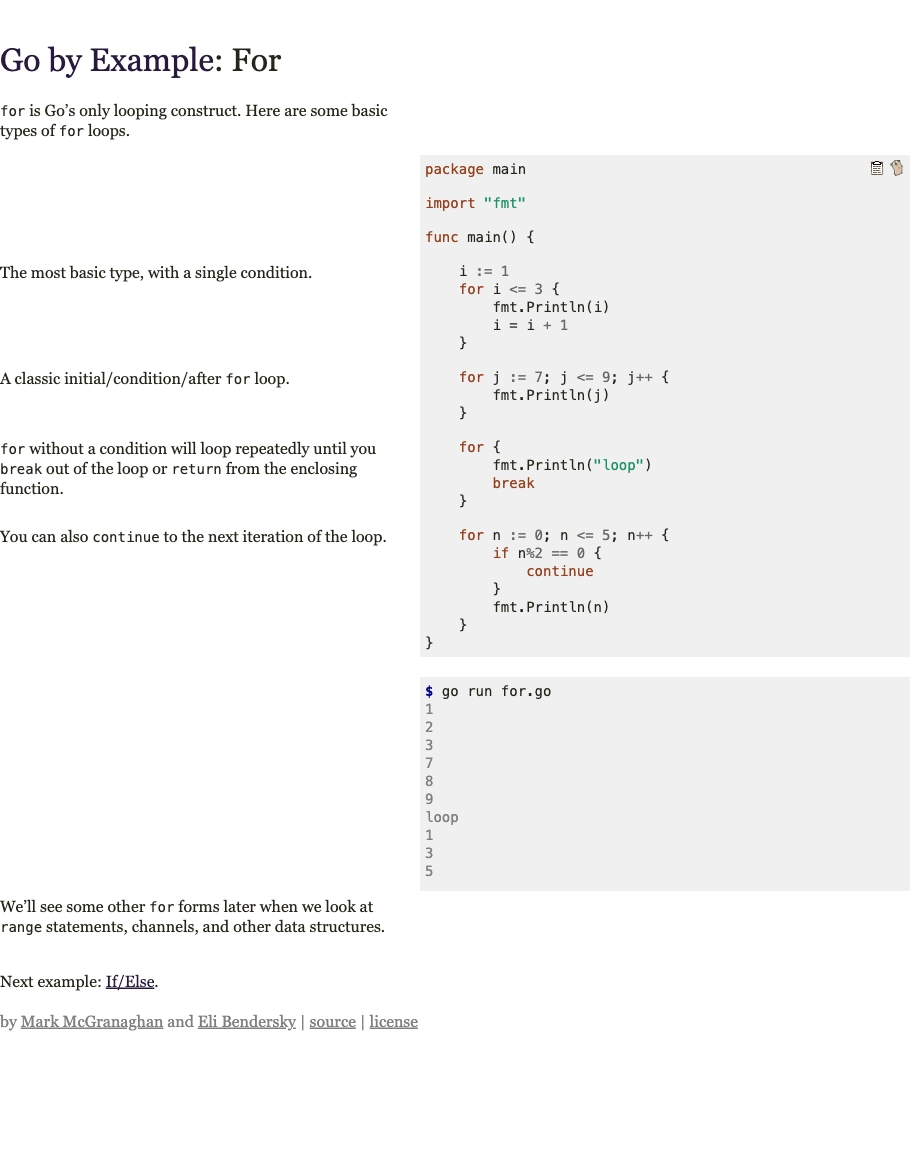 Go by Example: For
for is Go’s only looping construct. Here are some basic
types of for loops.
package main
import "fmt"
func main() {
The most basic type, with a single condition.
    i := 1
    for i <= 3 {
        fmt.Println(i)
        i = i + 1
    }
A classic initial/condition/after for loop.
    for j := 7; j <= 9; j++ {
        fmt.Println(j)
    }
for without a condition will loop repeatedly until you
break out of the loop or return from the enclosing
function.
    for {
        fmt.Println("loop")
        break
    }
You can also continue to the next iteration of the loop.
    for n := 0; n <= 5; n++ {
        if n%2 == 0 {
            continue
        }
        fmt.Println(n)
    }
}
$ go run for.go
1
2
3
7
8
9
loop
1
3
5
We’ll see some other for forms later when we look at
range statements, channels, and other data structures.
Next example: If/Else.
by Mark McGranaghan and Eli Bendersky | source | license